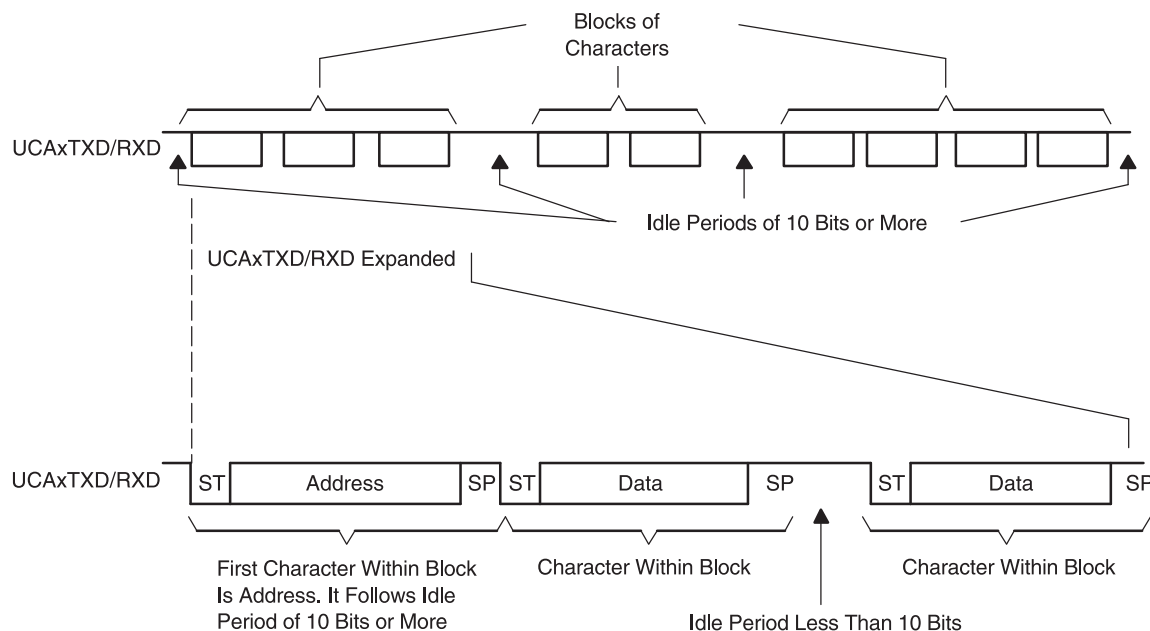 Blocks of
Characters
UCAxTXD/RXD
Idle Periods of 10 Bits or More
UCAxTXD/RXD Expanded
UCAxTXD/RXD
ST
Address
SP
ST
Data
SP
ST
Data
SP
First Character Within Block
Is Address. It Follows Idle
Period of 10 Bits or More
Character Within Block
Character Within Block
Idle Period Less Than 10 Bits